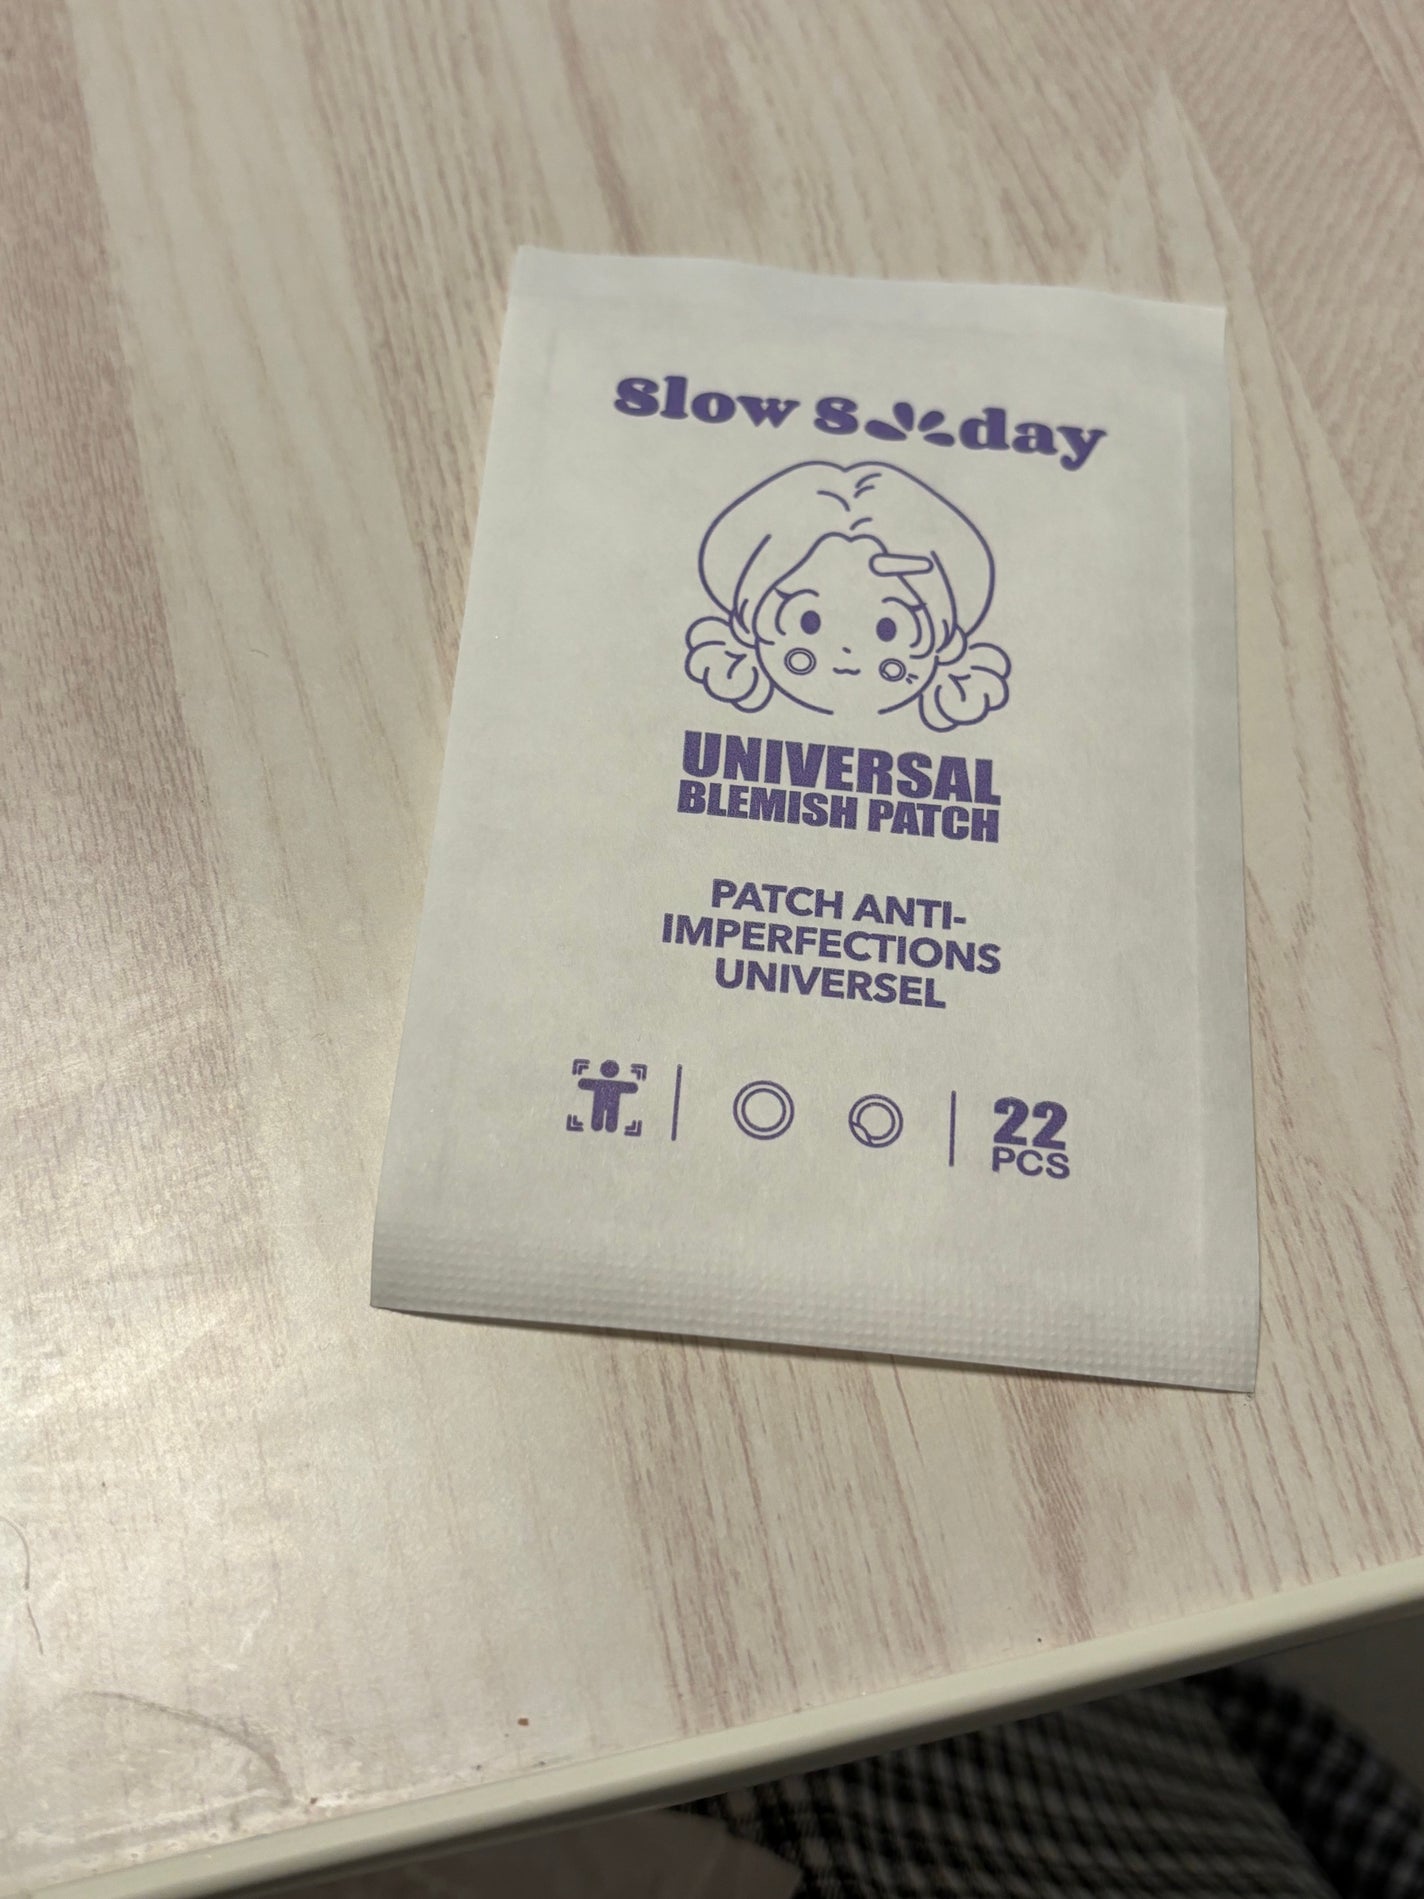 slow sunday
UNIVERSAL
BLEMISH PATCH
PATCH ANTI-
IMPERFECTIONS
UNIVERSEL
22
PCS